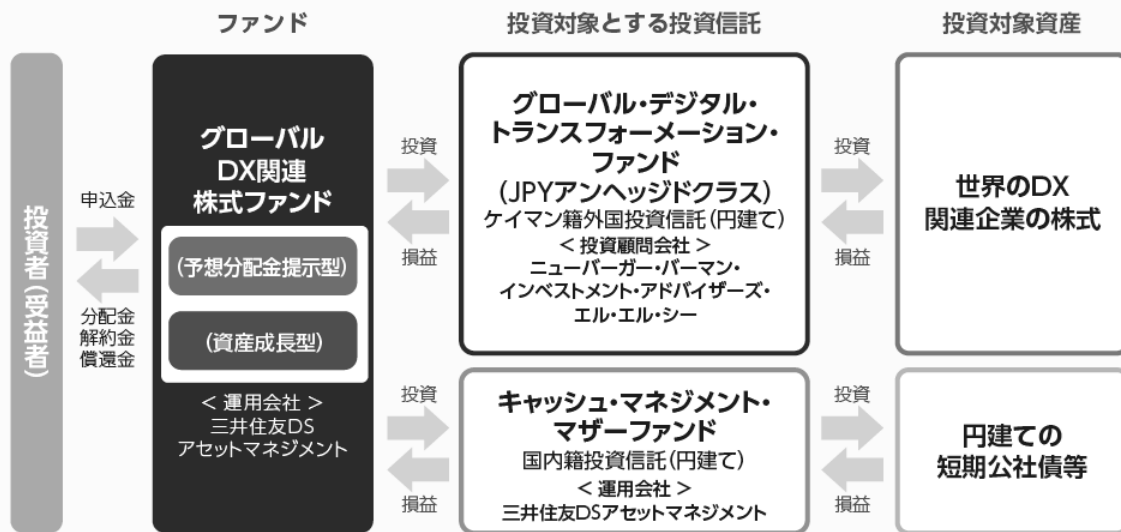 ファンド
投資対象とする投資信託
投資対象資産
投資者(受益者)
申込金
分配金
解約金
償還金
グローバル
DX関連
株式ファンド
(予想分配金提示型)
(資産成長型)
< 運用会社 >
三井住友DS
アセットマネジメント
投資
損益
グローバル・デジタル・
トランスフォーメーション・
ファンド
(JPYアンヘッジドクラス)
ケイマン籍外国投資信託(円建て)
< 投資顧問会社 >
ニューバーガー・バーマン・
インベストメント・アドバイザーズ・
エル・エル・シー
投資
損益
世界のDX
関連企業の株式
投資
損益
キャッシュ・マネジメント・
マザーファンド
国内籍投資信託(円建て)
< 運用会社 >
三井住友DSアセットマネジメント
投資
損益
円建ての
短期公社債等